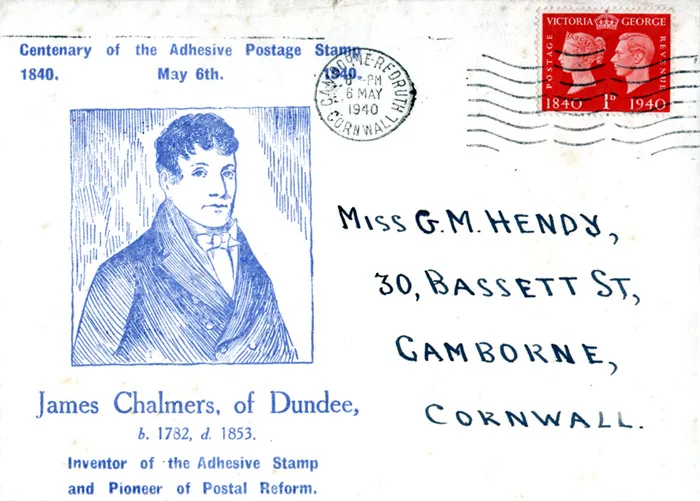 Centenary of the Adhesive Postage Stamp
1840. May 6th. 1940.
CAMBORNE-REDRUTH
6 PM
6 MAY
1940
CORNWALL
VICTORIA GEORGE
POSTAGE
REVENUE
1840 1D 1940
MISS G.M. HENDY,
30, BASSETT ST,
CAMBORNE,
CORNWALL.
James Chalmers, of Dundee,
b. 1782, d. 1853.
Inventor of the Adhesive Stamp
and Pioneer of Postal Reform.